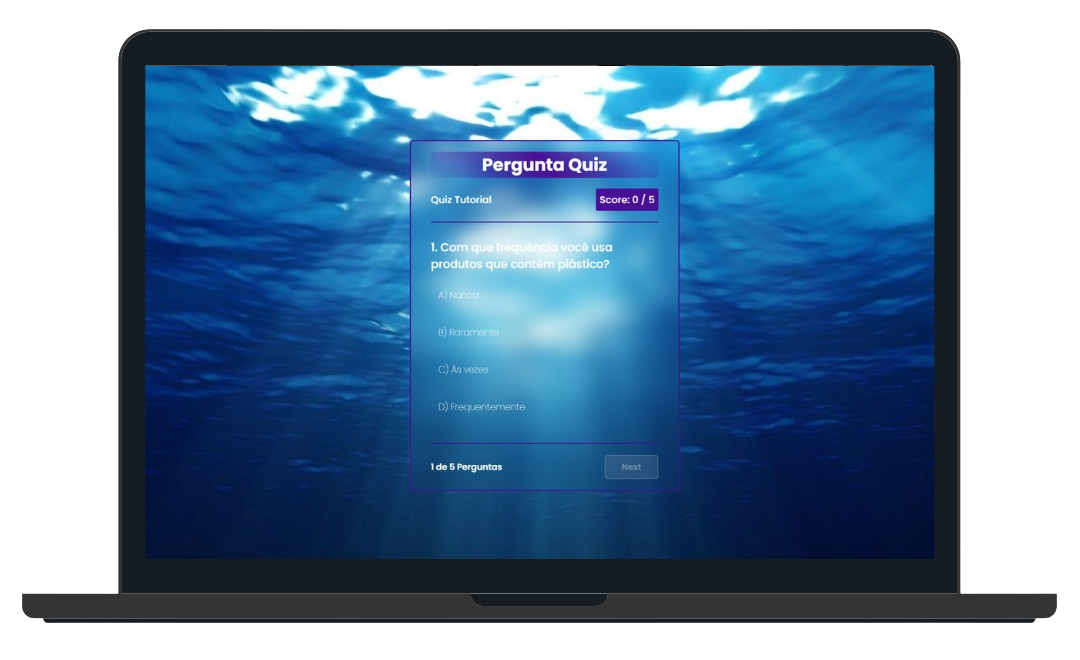 Pergunta Quiz
Quiz Tutorial
Score: 0 / 5
1. Com que frequência você usa
produtos que contém plástico?
A) Nunca
B) Raramente
C) Às vezes
D) Frequentemente
1 de 5 Perguntas
Next